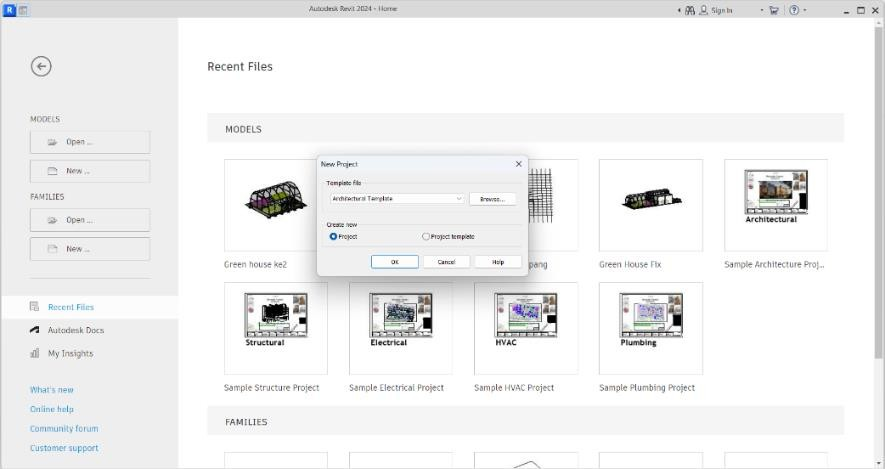 R
Autodesk Revit 2024 - Home
Sign In
Recent Files
MODELS
Open ...
New ...
FAMILIES
Open ...
New ...
Recent Files
Autodesk Docs
My Insights
What's new
Online help
Community forum
Customer support
MODELS
New Project
Template file
Architectural Template
Browse...
Create new
Project
Project template
OK
Cancel
Help
Architectural
Green house ke2
pang
Green House Fix
Sample Architecture Proj...
Structural
Electrical
HVAC
Plumbing
Sample Structure Project
Sample Electrical Project
Sample HVAC Project
Sample Plumbing Project
FAMILIES